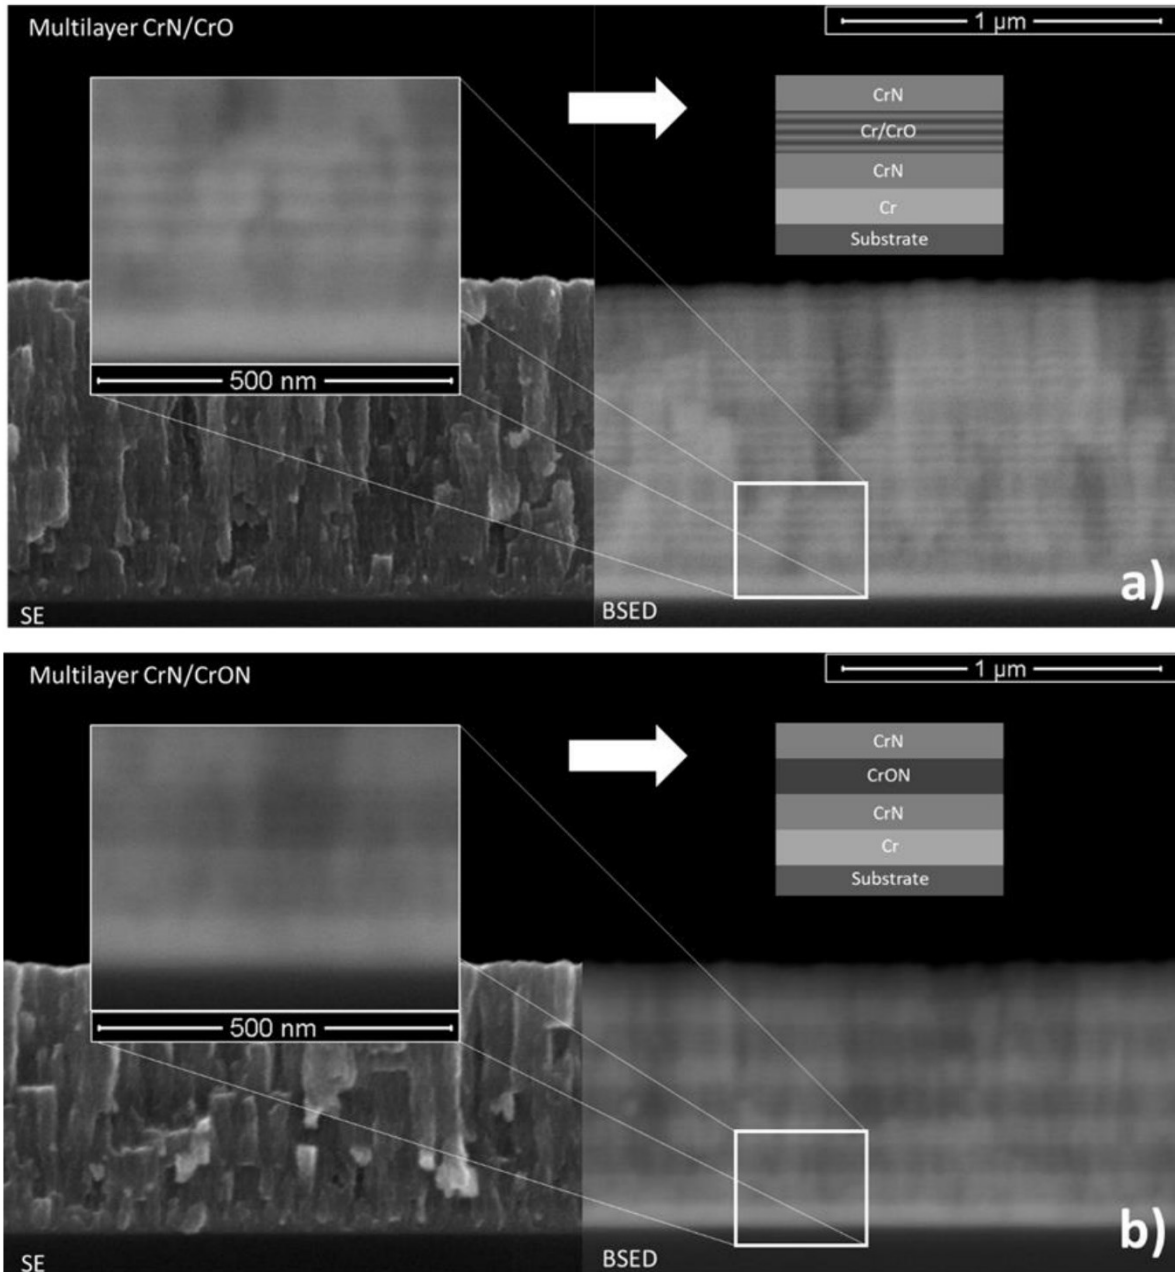 Multilayer CrN/CrO
1 µm
CrN
Cr/CrO
CrN
Cr
Substrate
500 nm
SE
BSED
a)
Multilayer CrN/CrON
1 µm
CrN
CrON
CrN
Cr
Substrate
500 nm
SE
BSED
b)